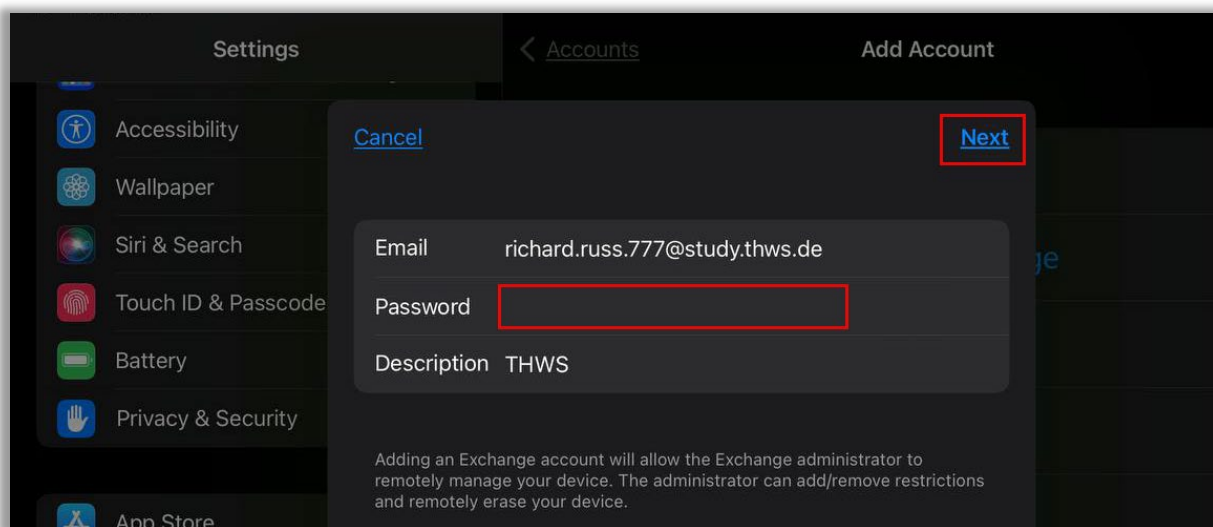 Settings
Accounts
Add Account
Accessibility
Cancel
Next
Wallpaper
Siri & Search
Email richard.russ.777@study.thws.de
Touch ID & Passcode
Password
Battery
Description THWS
Privacy & Security
Adding an Exchange account will allow the Exchange administrator to
remotely manage your device. The administrator can add/remove restrictions
and remotely erase your device.
App Store